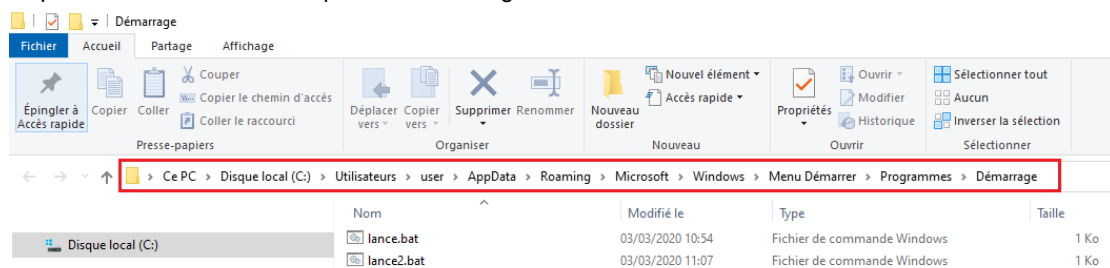 Démarrage
Fichier Accueil Partage Affichage
Épingler à Accès rapide
Copier
Coller
Couper
Copier le chemin d'accès
Coller le raccourci
Presse-papiers
Déplacer vers
Copier vers
Supprimer
Renommer
Organiser
Nouveau dossier
Nouvel élément
Accès rapide
Nouveau
Propriétés
Ouvrir
Modifier
Historique
Ouvrir
Sélectionner tout
Aucun
Inverser la sélection
Sélectionner
Ce PC > Disque local (C:) > Utilisateurs > user > AppData > Roaming > Microsoft > Windows > Menu Démarrer > Programmes > Démarrage
Nom Modifié le Type Taille
Disque local (C:)
lance.bat 03/03/2020 10:54 Fichier de commande Windows 1 Ko
lance2.bat 03/03/2020 11:07 Fichier de commande Windows 1 Ko